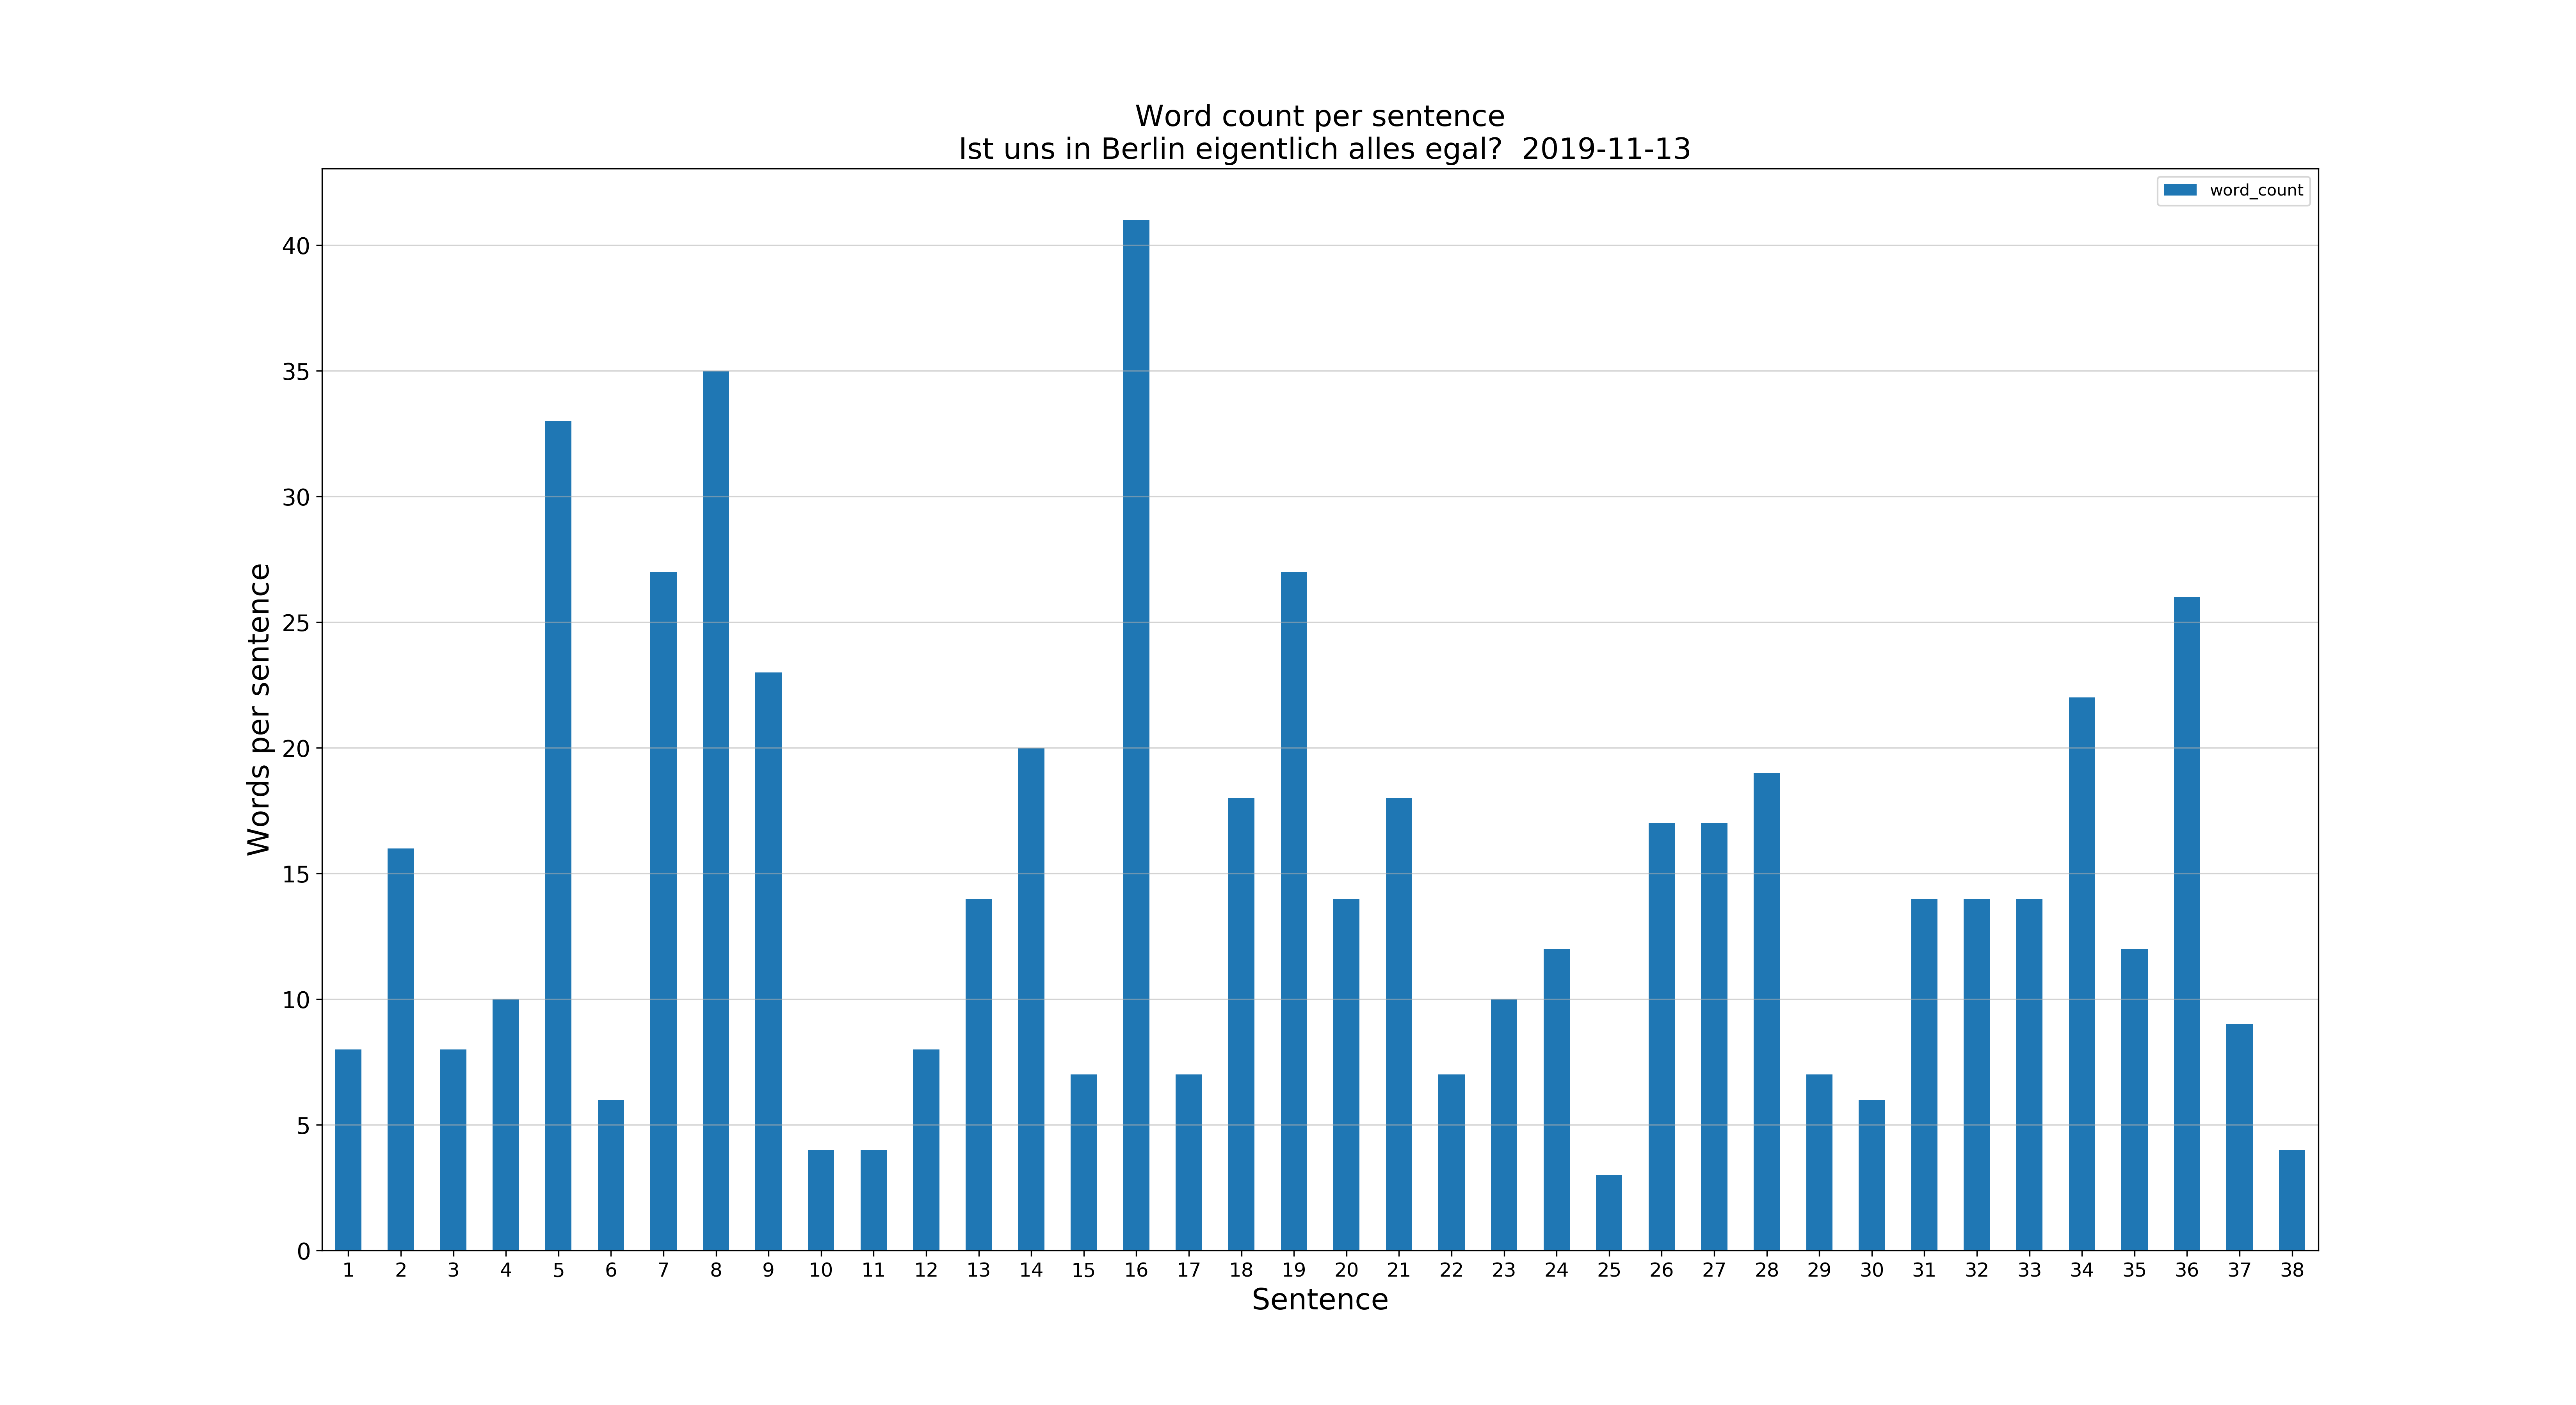 Word count per sentence
Ist uns in Berlin eigentlich alles egal?  2019-11-13
word_count
40
35
30
25
20
15
10
5
0
Words per sentence
1 2 3 4 5 6 7 8 9 10 11 12 13 14 15 16 17 18 19 20 21 22 23 24 25 26 27 28 29 30 31 32 33 34 35 36 37 38
Sentence